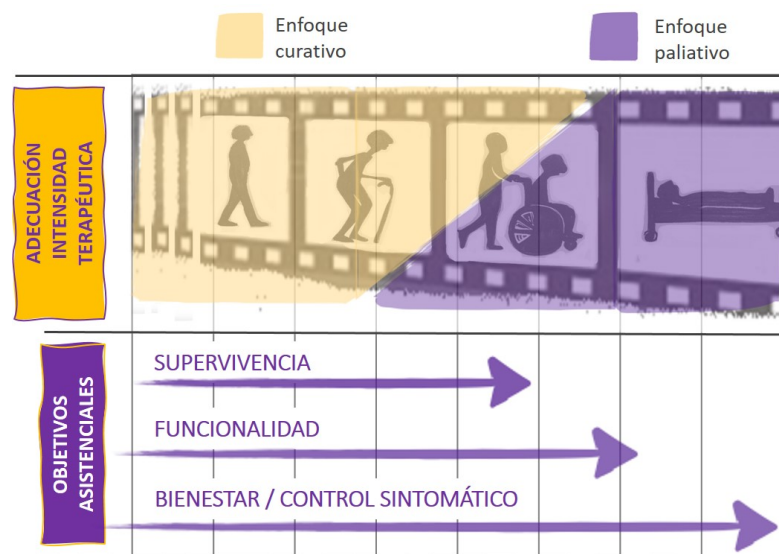 Enfoque
curativo
Enfoque
paliativo
ADECUACIÓN
INTENSIDAD
TERAPÉUTICA
OBJETIVOS
ASISTENCIALES
SUPERVIVENCIA
FUNCIONALIDAD
BIENESTAR / CONTROL SINTOMÁTICO